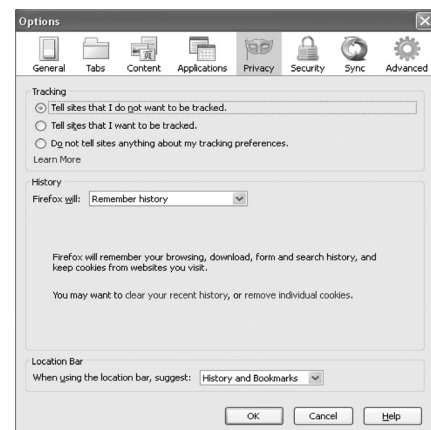 Options
General Tabs Content Applications Privacy Security Sync Advanced
Tracking
Tell sites that I do not want to be tracked.
Tell sites that I want to be tracked.
Do not tell sites anything about my tracking preferences.
Learn More
History
Firefox will: Remember history
Firefox will remember your browsing, download, form and search history, and
keep cookies from websites you visit.
You may want to clear your recent history, or remove individual cookies.
Location Bar
When using the location bar, suggest: History and Bookmarks
OK Cancel Help